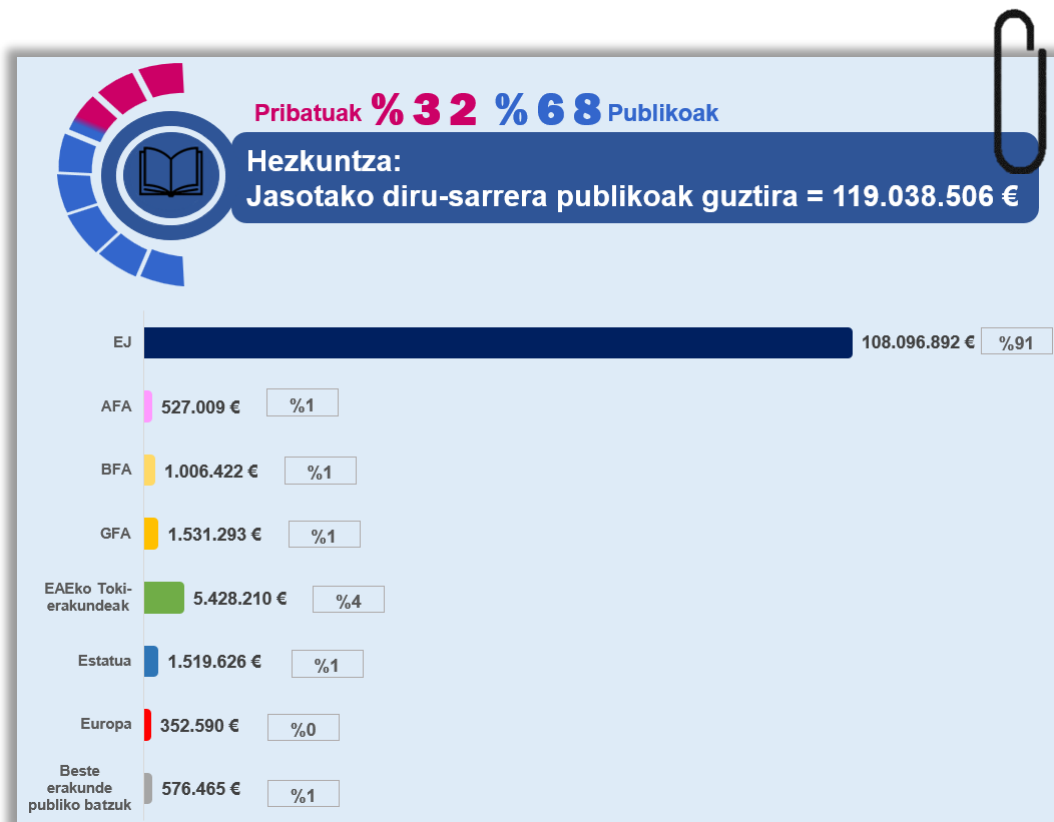 Pribatuak %32 %68 Publikoak
Hezkuntza:
Jasotako diru-sarrera publikoak guztira = 119.038.506 €
EJ 108.096.892 € %91
AFA 527.009 € %1
BFA 1.006.422 € %1
GFA 1.531.293 € %1
EAEko Toki-
erakundeak 5.428.210 € %4
Estatua 1.519.626 € %1
Europa 352.590 € %0
Beste
erakunde 576.465 € %1
publiko batzuk